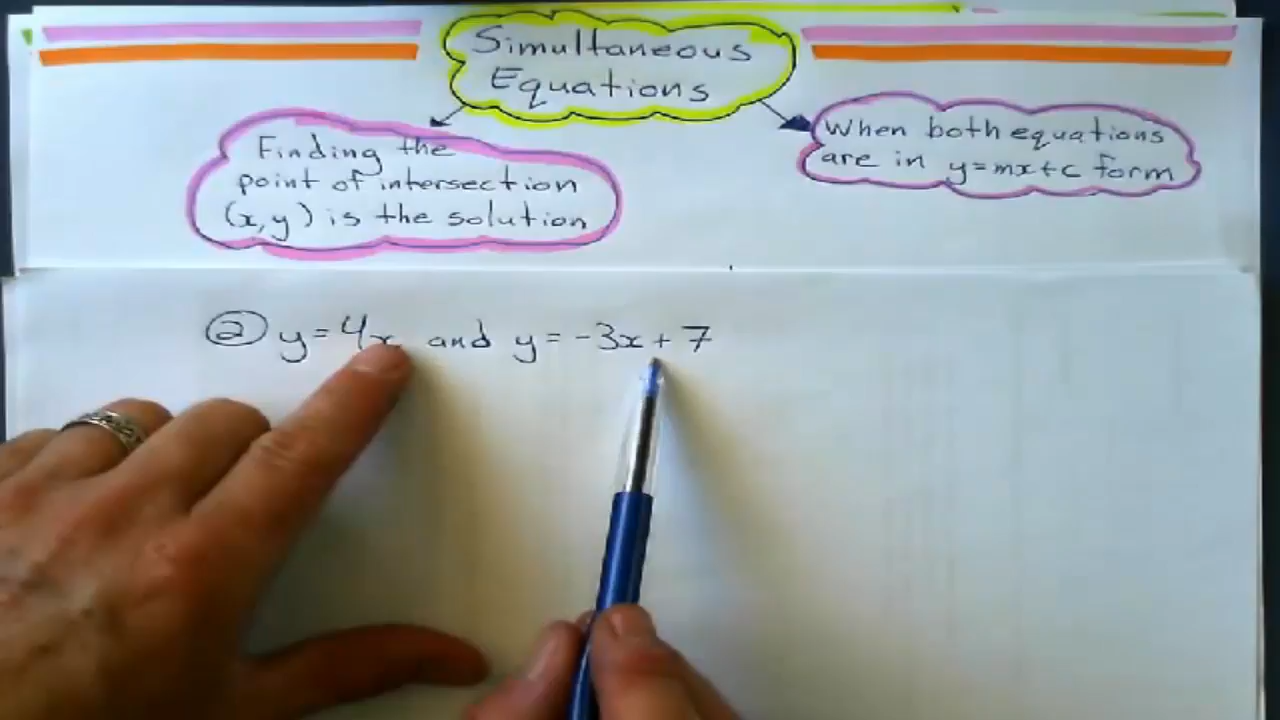 Simultaneous
Equations
Finding the
point of intersection
(x,y) is the solution
When both equations
are in y=mx+c form
② y=4x and y=-3x+7